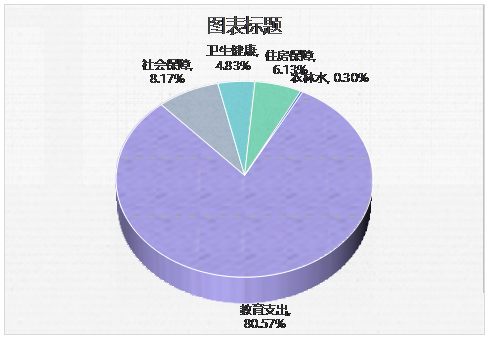 图表标题
卫生健康,
4.83%
住房保障,
6.13%
社会保障,
8.17%
农林水, 0.30%
教育支出,
80.57%